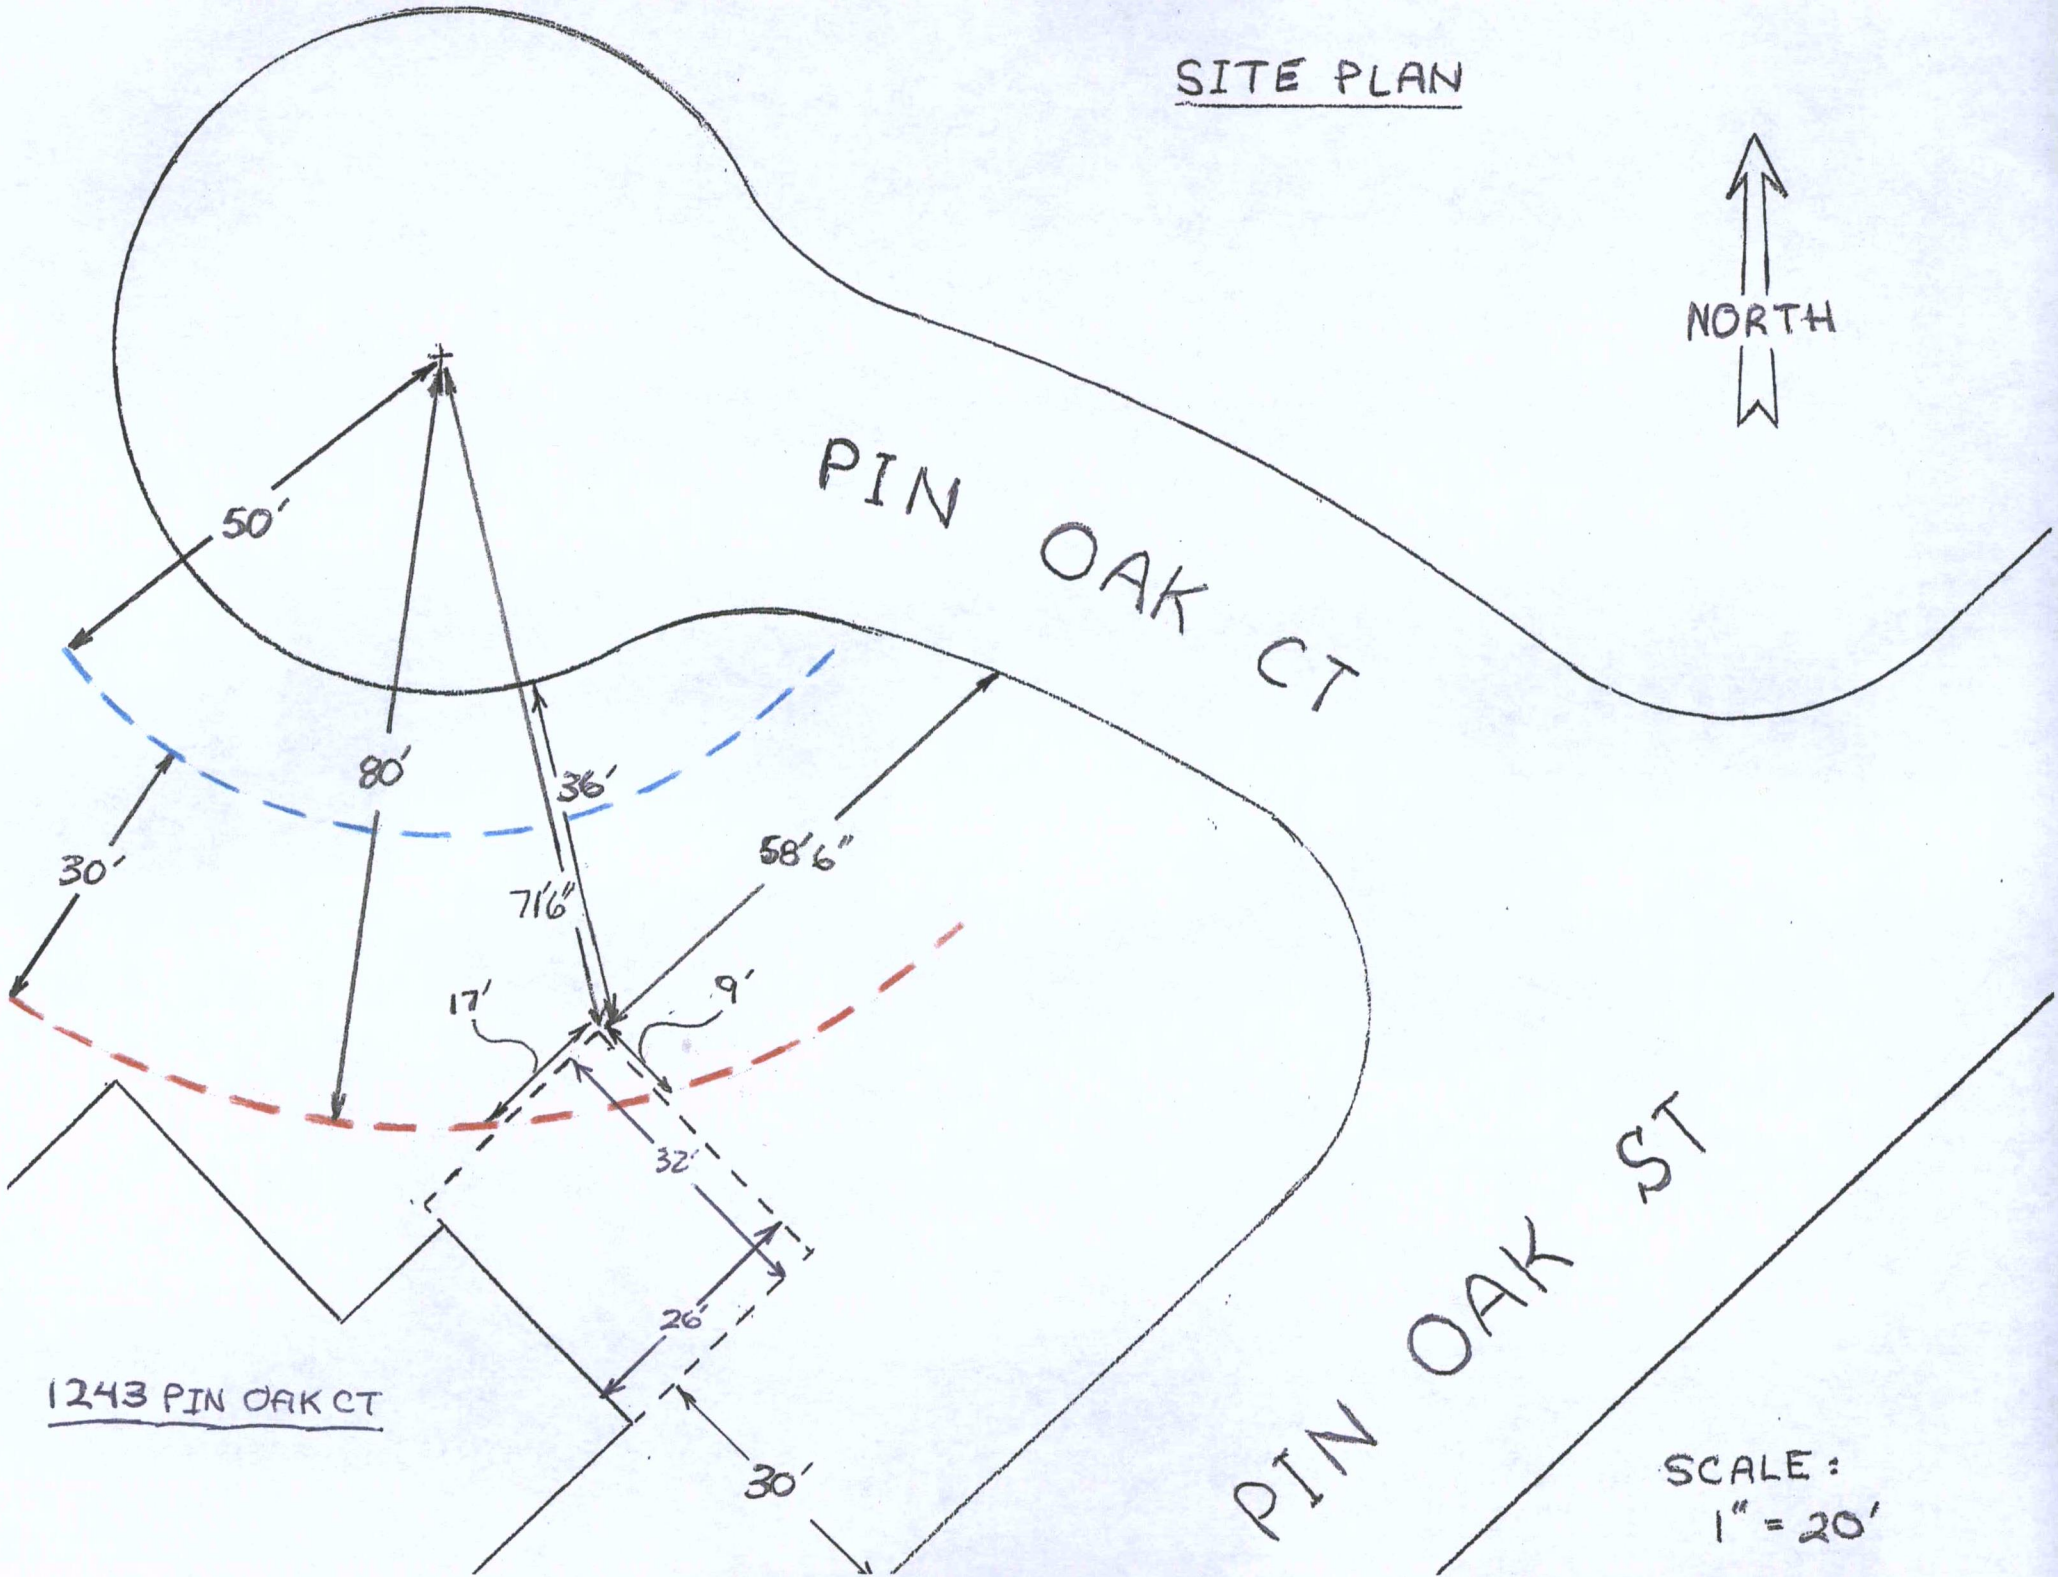 SITE PLAN
NORTH
PIN OAK CT
50'
80'
36'
30'
58'6"
71'6"
17'
9'
32'
26'
30'
PIN OAK ST
1243 PIN OAK CT
SCALE:
1" = 20'